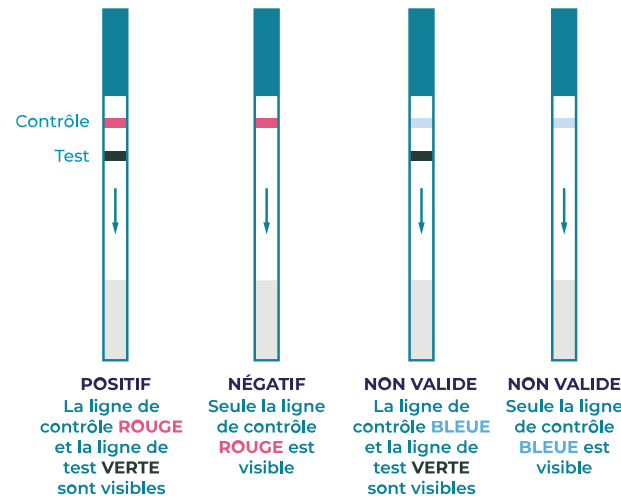 Contrôle
Test
POSITIF
La ligne de
contrôle ROUGE
et la ligne de
test VERTE
sont visibles
NÉGATIF
Seule la ligne
de contrôle
ROUGE est
visible
NON VALIDE
La ligne de
contrôle BLEUE
et la ligne de
test VERTE
sont visibles
NON VALIDE
Seule la ligne
de contrôle
BLEUE est
visible